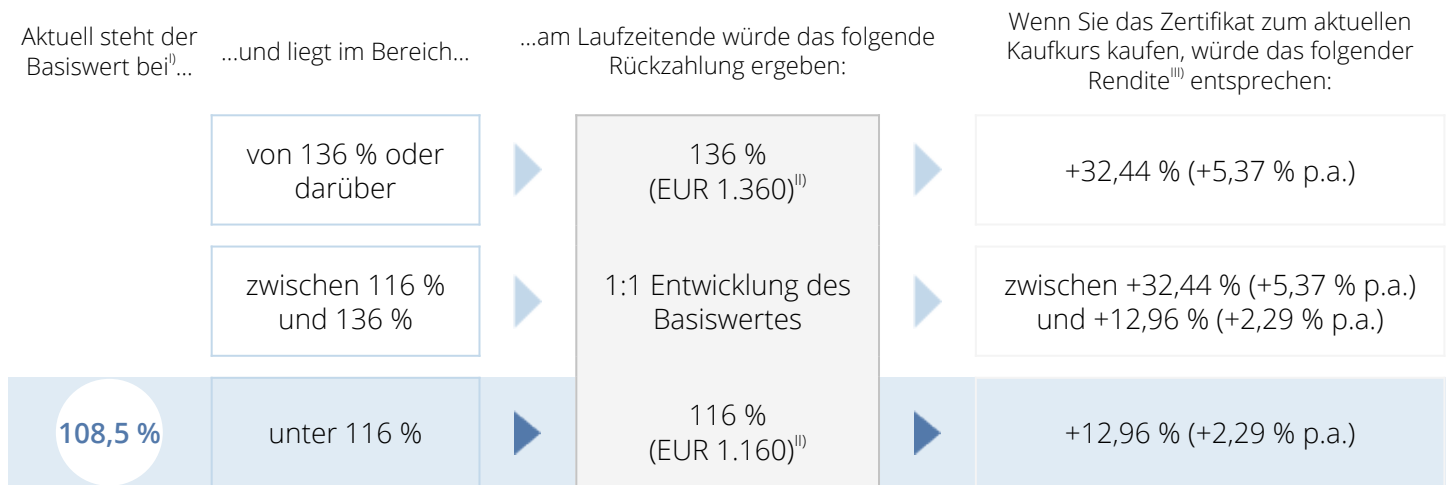 Aktuell steht der
Basiswert bei^I)...
...und liegt im Bereich...
...am Laufzeitende würde das folgende
Rückzahlung ergeben:
Wenn Sie das Zertifikat zum aktuellen
Kaufkurs kaufen, würde das folgender
Rendite^III) entsprechen:
von 136 % oder
darüber
136 %
(EUR 1.360)^II)
+32,44 % (+5,37 % p.a.)
zwischen 116 %
und 136 %
1:1 Entwicklung des
Basiswertes
zwischen +32,44 % (+5,37 % p.a.)
und +12,96 % (+2,29 % p.a.)
108,5 %
unter 116 %
116 %
(EUR 1.160)^II)
+12,96 % (+2,29 % p.a.)